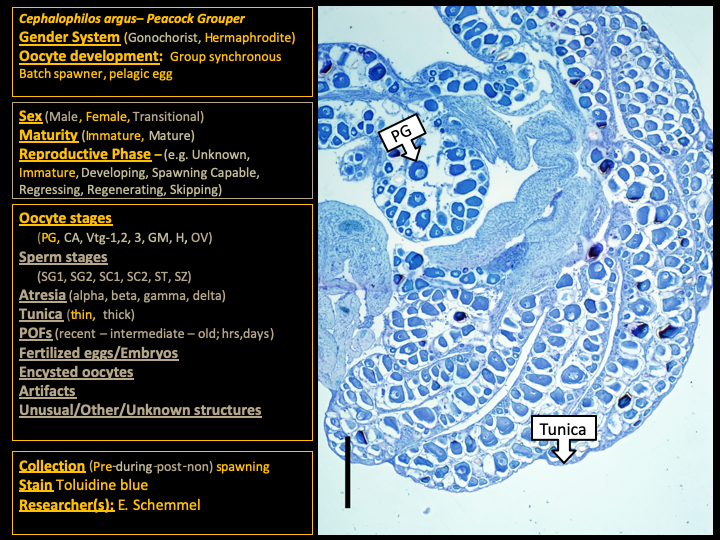 Cephalophilos argus– Peacock Grouper
Gender System (Gonochorist, Hermaphrodite)
Oocyte development: Group synchronous
Batch spawner, pelagic egg
Sex (Male, Female, Transitional)
Maturity (Immature, Mature)
Reproductive Phase – (e.g. Unknown,
Immature, Developing, Spawning Capable,
Regressing, Regenerating, Skipping)
Oocyte stages
(PG, CA, Vtg-1,2, 3, GM, H, OV)
Sperm stages
(SG1, SG2, SC1, SC2, ST, SZ)
Atresia (alpha, beta, gamma, delta)
Tunica (thin, thick)
POFs (recent – intermediate – old; hrs,days)
Fertilized eggs/Embryos
Encysted oocytes
Artifacts
Unusual/Other/Unknown structures
Collection (Pre-during-post-non) spawning
Stain Toluidine blue
Researcher(s): E. Schemmel
PG
Tunica